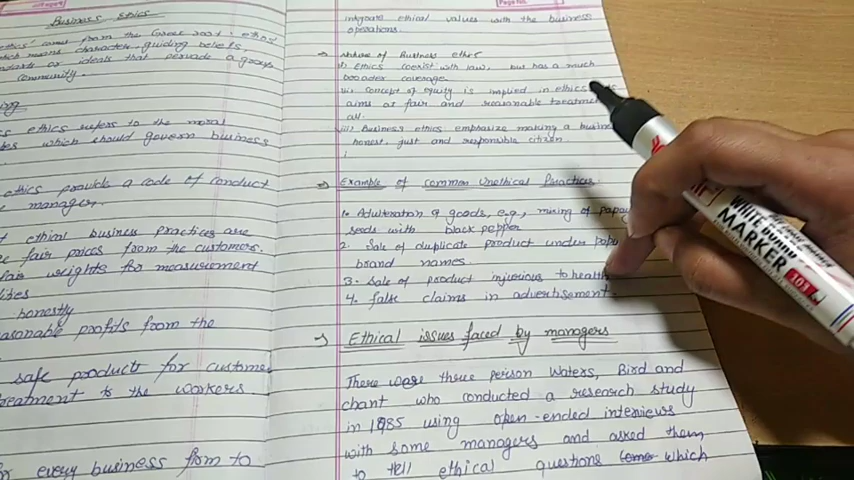 Business Ethics
ethics' comes from the Greek root - ethos
which means character, guiding beliefs,
ideals that pervade a group
community.
ethics refers to the moral
which should govern business
ethics provide a code of conduct
manager.
ethical business practices are
fair prices from the customers.
fair weights for measurement
honestly
reasonable profits from the
safe products for customer
treatment to the workers
for every business firm to
Page No.
integrate ethical values with the business
operations.
→ Nature of Business ethic
i) Ethics coexist with law, but has a much
broader coverage
ii) Concept of equity is implied in ethics
aims at fair and reasonable treatment
all.
iii) Business ethics emphasize making a business
honest, just and responsible citizen.
→ Example of common Unethical Practices.
1. Adulteration of goods, e.g., mixing of papaya
seeds with black pepper
2. Sale of duplicate product under
brand names.
3. Sale of product injurious to health
4. false claims in advertisement.
→ Ethical issues faced by managers
There were three person Waters, Bird and
chant who conducted a research study
in 1985 using open-ended interviews
with some managers and asked them
to tell ethical questions which
WHITE BOARD
MARKER